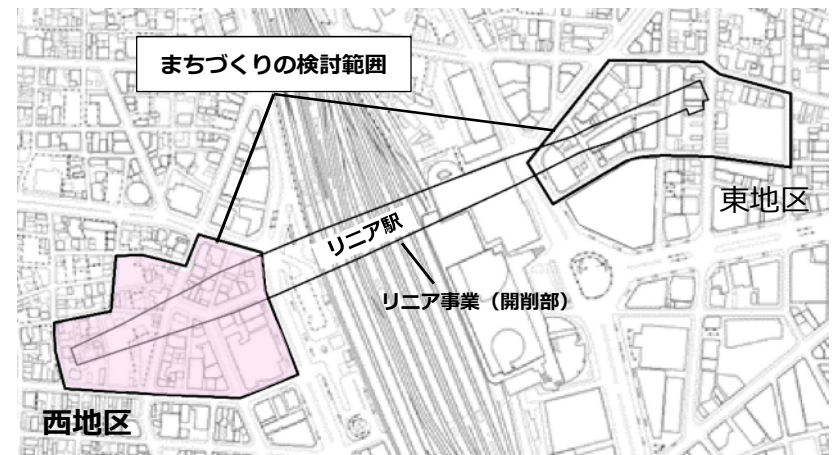 まちづくりの検討範囲
東地区
リニア駅
リニア事業（開削部）
西地区